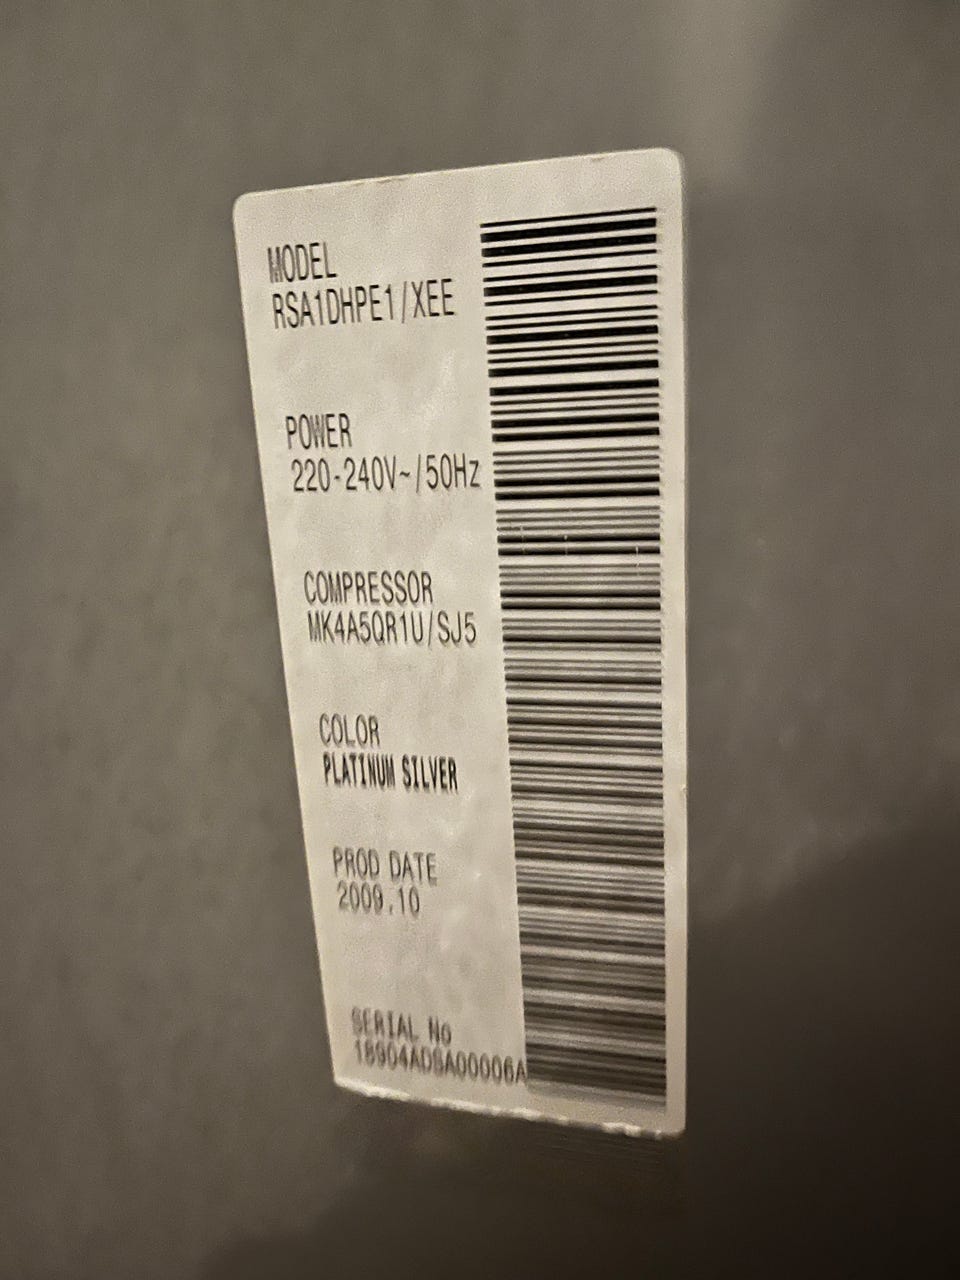 MODEL
RSA1DHPE1/XEE
POWER
220-240V~/50Hz
COMPRESSOR
MK4A5QR1U/SJ5
COLOR
PLATINUM SILVER
PROD DATE
2009.10
SERIAL No